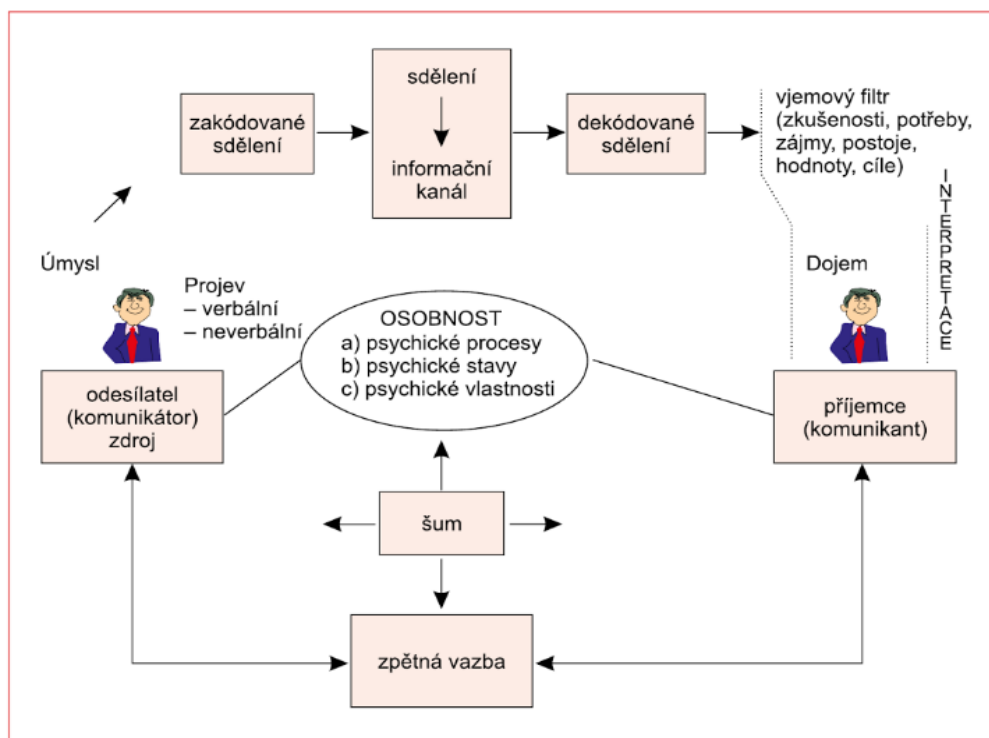 zakódované
sdělení
sdělení
informační
kanál
dekódované
sdělení
vjemový filtr
(zkušenosti, potřeby,
zájmy, postoje,
hodnoty, cíle)
INTERPRETACE
Úmysl
Projev
– verbální
– neverbální
OSOBNOST
a) psychické procesy
b) psychické stavy
c) psychické vlastnosti
Dojem
odesílatel
(komunikátor)
zdroj
příjemce
(komunikant)
šum
zpětná vazba